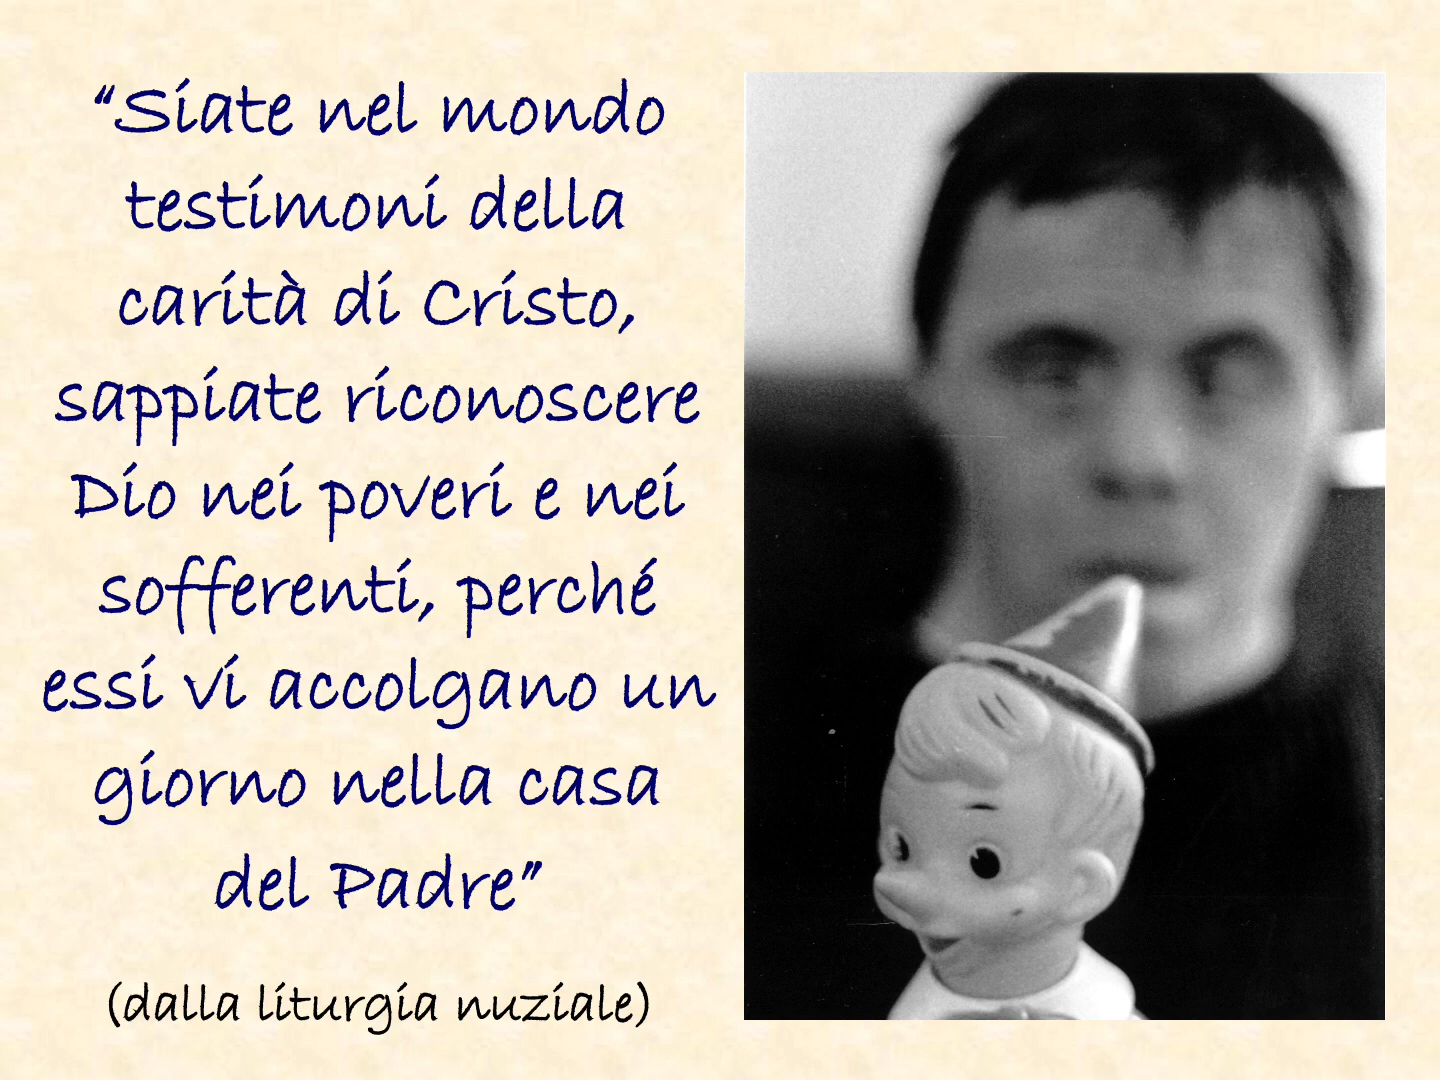 “Siate nel mondo
testimoni della
carità di Cristo,
sappiate riconoscere
Dio nei poveri e nei
sofferenti, perché
essi vi accolgano un
giorno nella casa
del Padre”
(dalla liturgia nuziale)